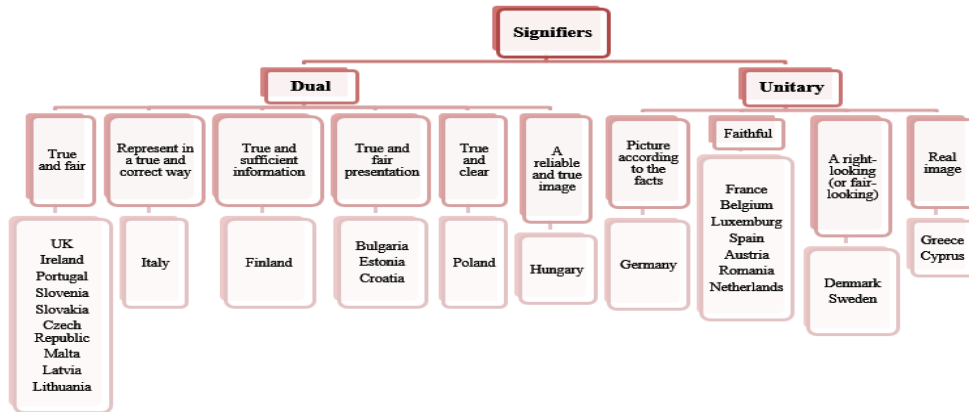 Signifiers
Dual
Unitary
True
and fair
Represent in
a true and
correct way
True and
sufficient
information
True and
fair
presentation
True
and
clear
A
reliable
and true
image
Picture
according
to the
facts
Faithful
A right-
looking
(or fair-
looking)
Real
image
UK
Ireland
Portugal
Slovenia
Slovakia
Czech
Republic
Malta
Latvia
Lithuania
Italy
Finland
Bulgaria
Estonia
Croatia
Poland
Hungary
Germany
France
Belgium
Luxemburg
Spain
Austria
Romania
Netherlands
Denmark
Sweden
Greece
Cyprus